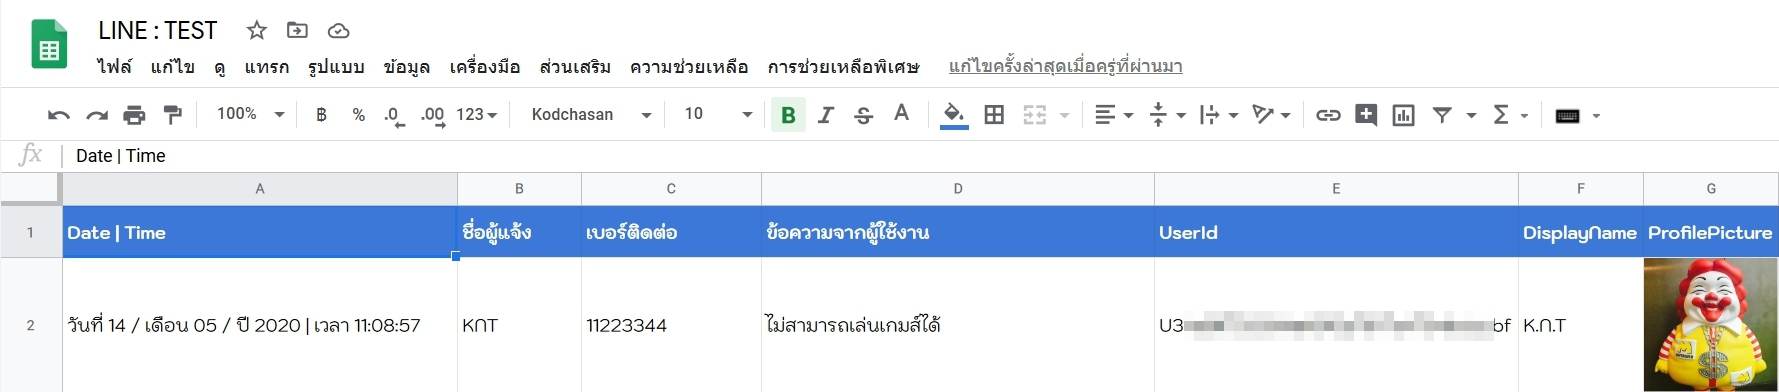 LINE : TEST
ไฟล์ แก้ไข ดู แทรก รูปแบบ ข้อมูล เครื่องมือ ส่วนเสริม ความช่วยเหลือ การช่วยเหลือพิเศษ แก้ไขครั้งล่าสุดเมื่อครู่ที่ผ่านมา
100% ฿ % .0 .00 123 Kodchasan 10 B I S A Σ
fx Date | Time
A B C D E F G
1 Date | Time ชื่อผู้แจ้ง เบอร์ติดต่อ ข้อความจากผู้ใช้งาน UserId DisplayName ProfilePicture
2 วันที่ 14 / เดือน 05 / ปี 2020 | เวลา 11:08:57 KNT 11223344 ไม่สามารถเล่นเกมส์ได้ U3 bf K.N.T